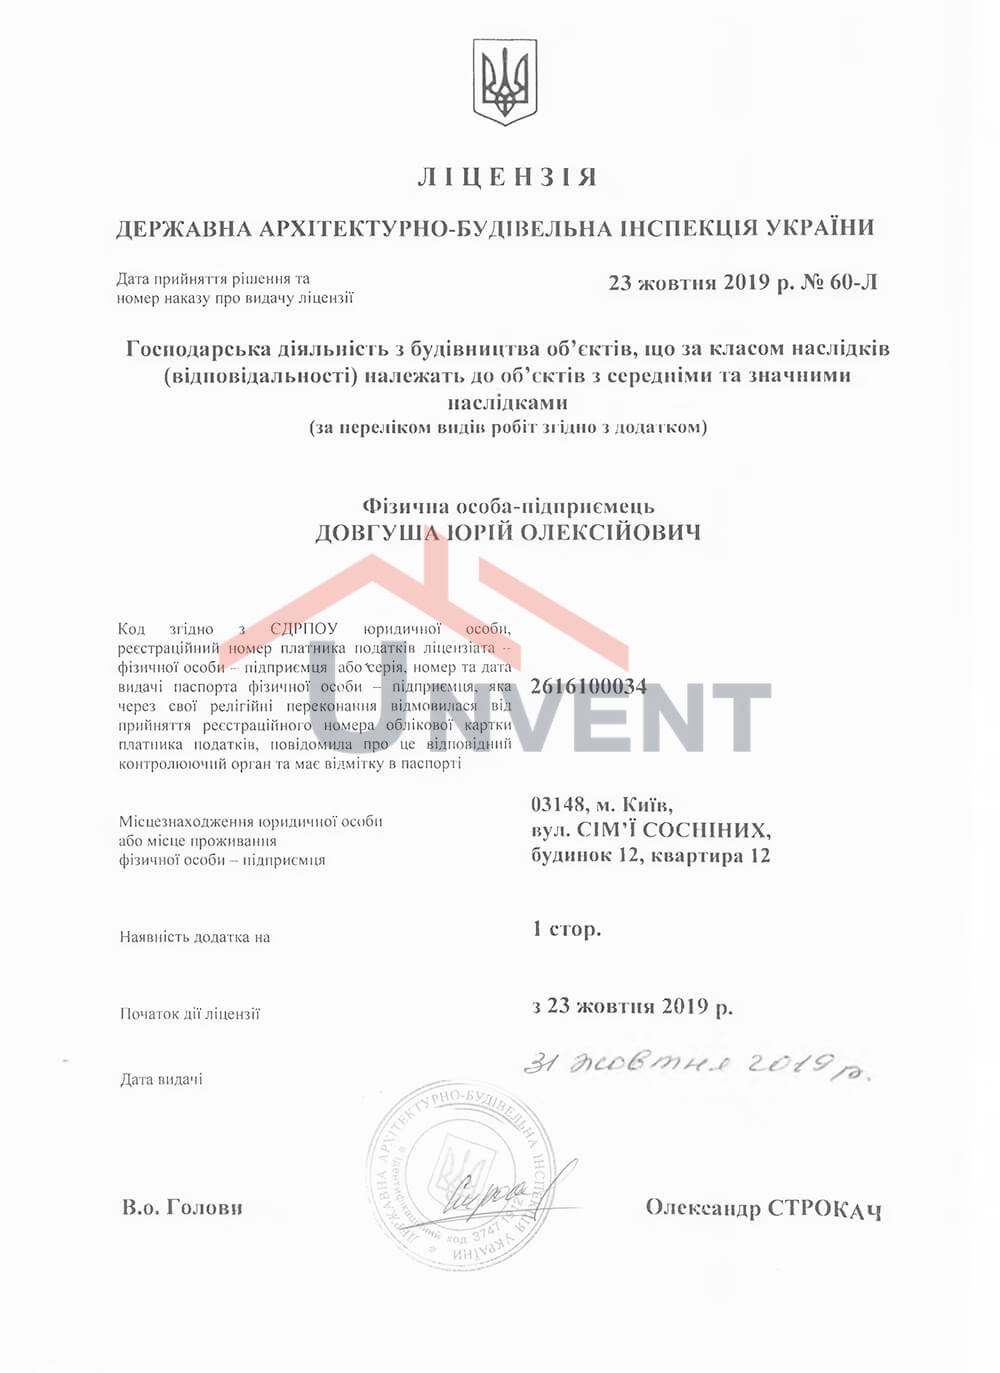 ЛІЦЕНЗІЯ
ДЕРЖАВНА АРХІТЕКТУРНО-БУДІВЕЛЬНА ІНСПЕКЦІЯ УКРАЇНИ
Дата прийняття рішення та
номер наказу про видачу ліцензії
23 жовтня 2019 р. № 60-Л
Господарська діяльність з будівництва об’єктів, що за класом наслідків
(відповідальності) належать до об’єктів з середніми та значними
наслідками
(за переліком видів робіт згідно з додатком)
Фізична особа-підприємець
ДОВГУША ЮРІЙ ОЛЕКСІЙОВИЧ
Код згідно з ЄДРПОУ юридичної особи,
реєстраційний номер платника податків ліцензіата –
фізичної особи – підприємця або серія, номер та дата
видачі паспорта фізичної особи – підприємця, яка
через свої релігійні переконання відмовилася від
прийняття реєстраційного номера облікової картки
платника податків, повідомила про це відповідний
контролюючий орган та має відмітку в паспорті
2616100034
UNVENT
Місцезнаходження юридичної особи
або місце проживання
фізичної особи – підприємця
03148, м. Київ,
вул. СІМ’Ї СОСНІНИХ,
будинок 12, квартира 12
Наявність додатка на
1 стор.
Початок дії ліцензії
з 23 жовтня 2019 р.
Дата видачі
31 жовтня 2019 р.
ДЕРЖАВНА АРХІТЕКТУРНО-БУДІВЕЛЬНА ІНСПЕКЦІЯ УКРАЇНИ
В.о. Голови
Олександр СТРОКАЧ